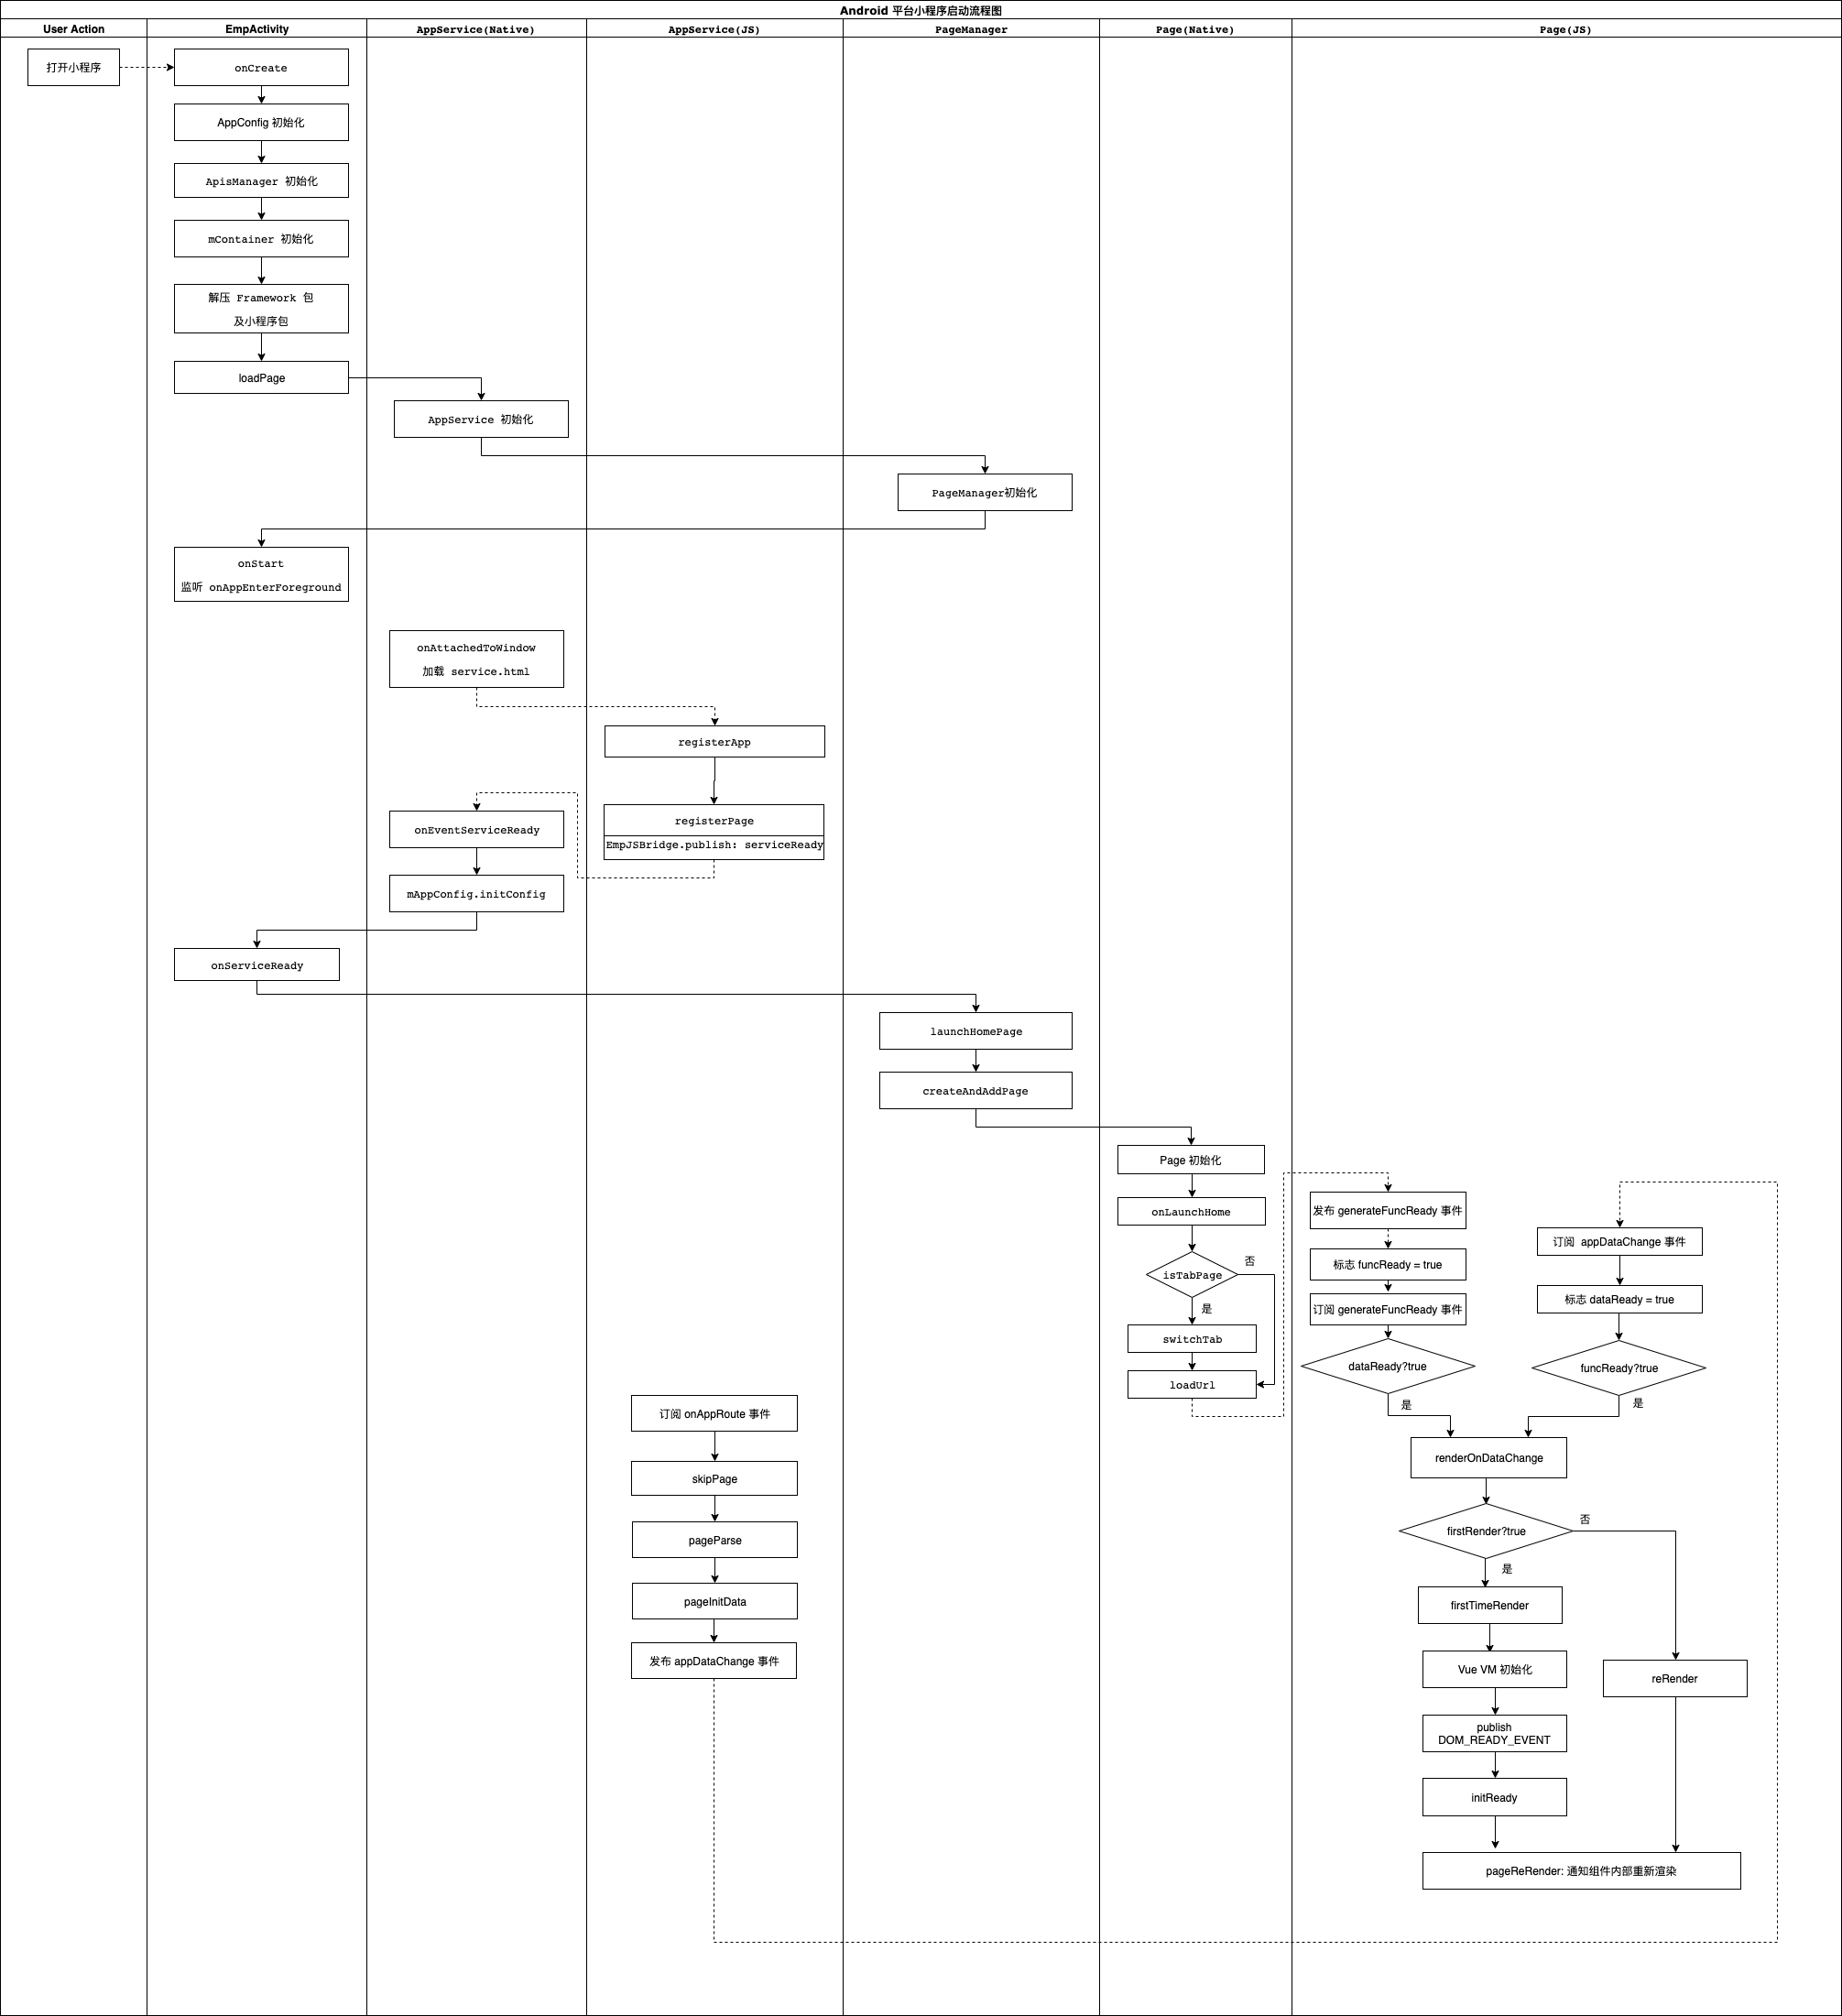 Android 平台小程序启动流程图
User Action
EmpActivity
AppService(Native)
AppService(JS)
PageManager
Page(Native)
Page(JS)
打开小程序
onCreate
AppConfig 初始化
ApisManager 初始化
mContainer 初始化
解压 Framework 包
及小程序包
loadPage
AppService 初始化
PageManager初始化
onStart
监听 onAppEnterForeground
onAttachedToWindow
加载 service.html
registerApp
registerPage
EmpJSBridge.publish: serviceReady
onEventServiceReady
mAppConfig.initConfig
onServiceReady
launchHomePage
createAndAddPage
Page 初始化
onLaunchHome
isTabPage
否
是
switchTab
loadUrl
发布 generateFuncReady 事件
标志 funcReady = true
订阅 generateFuncReady 事件
dataReady?true
是
订阅 appDataChange 事件
标志 dataReady = true
funcReady?true
是
订阅 onAppRoute 事件
skipPage
pageParse
pageInitData
发布 appDataChange 事件
renderOnDataChange
firstRender?true
否
是
firstTimeRender
Vue VM 初始化
reRender
publish
DOM_READY_EVENT
initReady
pageReRender: 通知组件内部重新渲染